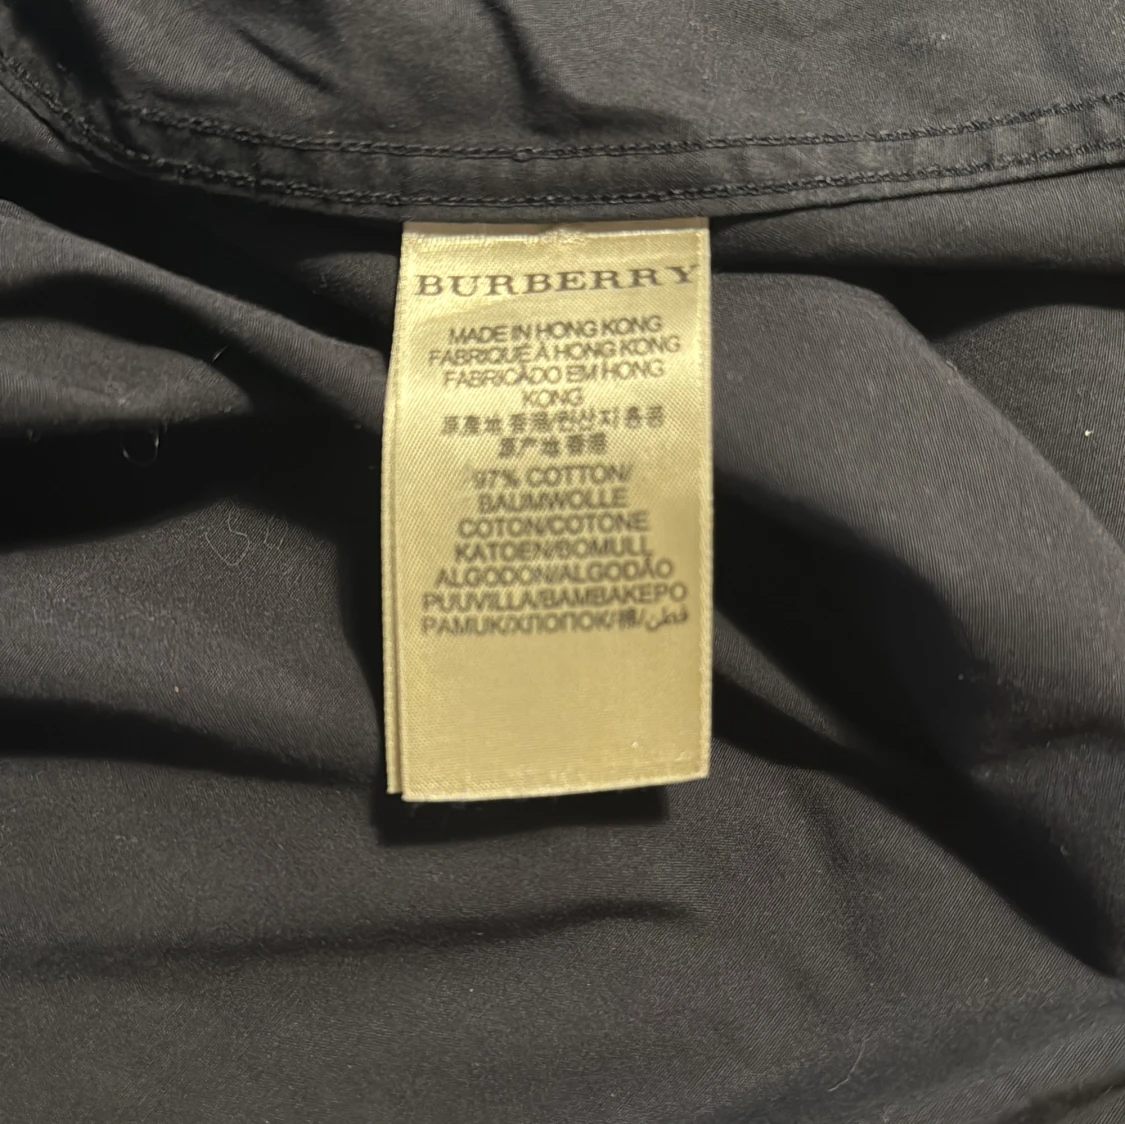 BURBERRY
MADE IN HONG KONG
FABRIQUÉ À HONG KONG
FABRICADO EM HONG
KONG
原產地 香港/원산지 홍콩
原产地 香港
97% COTTON/
BAUMWOLLE
COTON/COTONE
KATOEN/BOMULL
ALGODON/ALGODÃO
PUUVILLA/ΒΑΜΒΑΚΕΡΟ
PAMUK/ХЛОПОК/棉/قطن